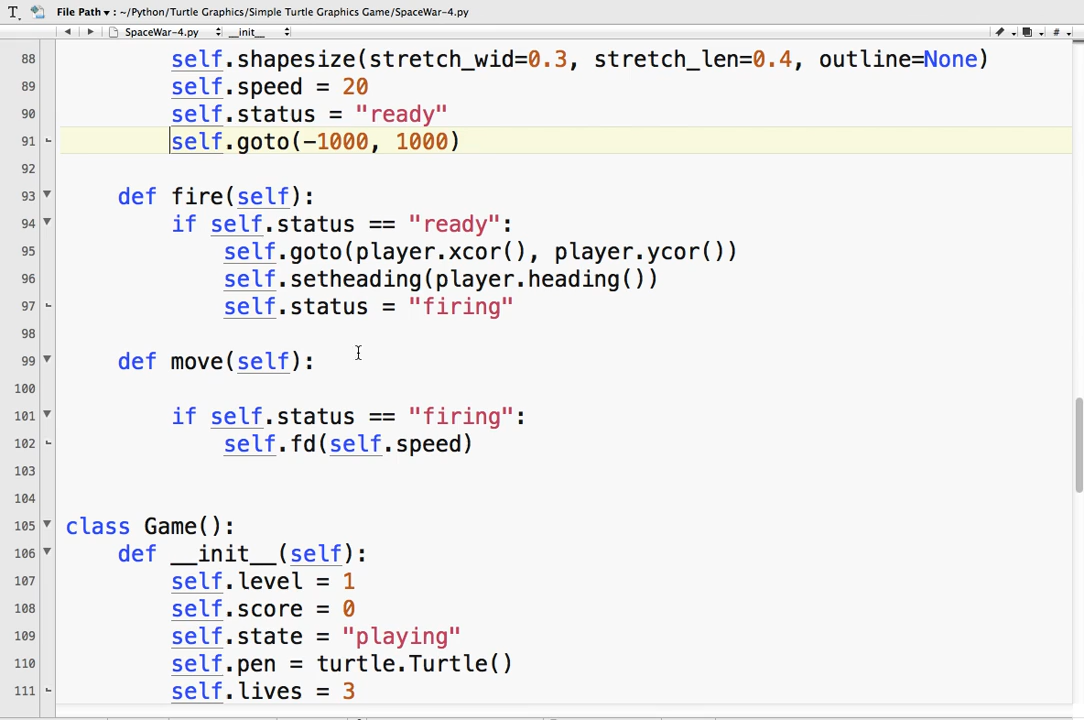 File Path ▾ : ~/Python/Turtle Graphics/Simple Turtle Graphics Game/SpaceWar-4.py
SpaceWar-4.py __init__
88 self.shapesize(stretch_wid=0.3, stretch_len=0.4, outline=None)
89 self.speed = 20
90 self.status = "ready"
91 self.goto(-1000, 1000)
92
93 def fire(self):
94 if self.status == "ready":
95 self.goto(player.xcor(), player.ycor())
96 self.setheading(player.heading())
97 self.status = "firing"
98
99 def move(self):
100
101 if self.status == "firing":
102 self.fd(self.speed)
103
104
105 class Game():
106 def __init__(self):
107 self.level = 1
108 self.score = 0
109 self.state = "playing"
110 self.pen = turtle.Turtle()
111 self.lives = 3